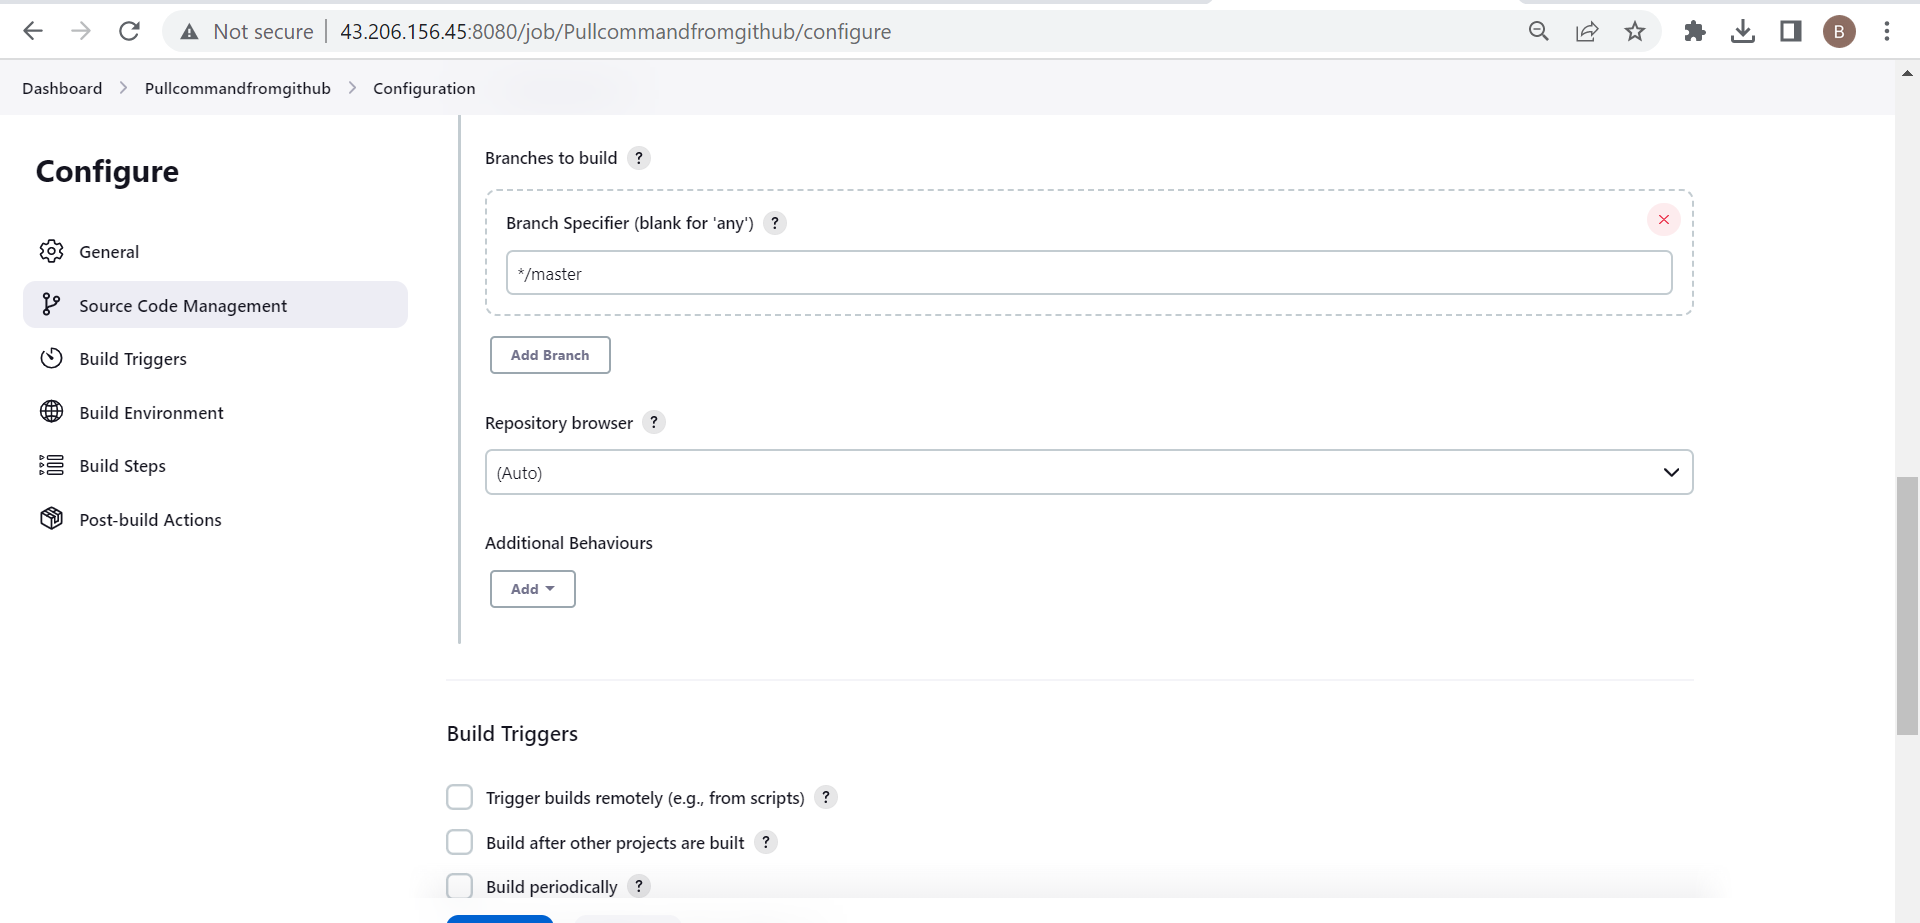 Not secure | 43.206.156.45:8080/job/Pullcommandfromgithub/configure
B
Dashboard > Pullcommandfromgithub > Configuration
Configure
General
Source Code Management
Build Triggers
Build Environment
Build Steps
Post-build Actions
Branches to build ?
Branch Specifier (blank for 'any') ?
*/master
Add Branch
Repository browser ?
(Auto)
Additional Behaviours
Add
Build Triggers
Trigger builds remotely (e.g., from scripts) ?
Build after other projects are built ?
Build periodically ?